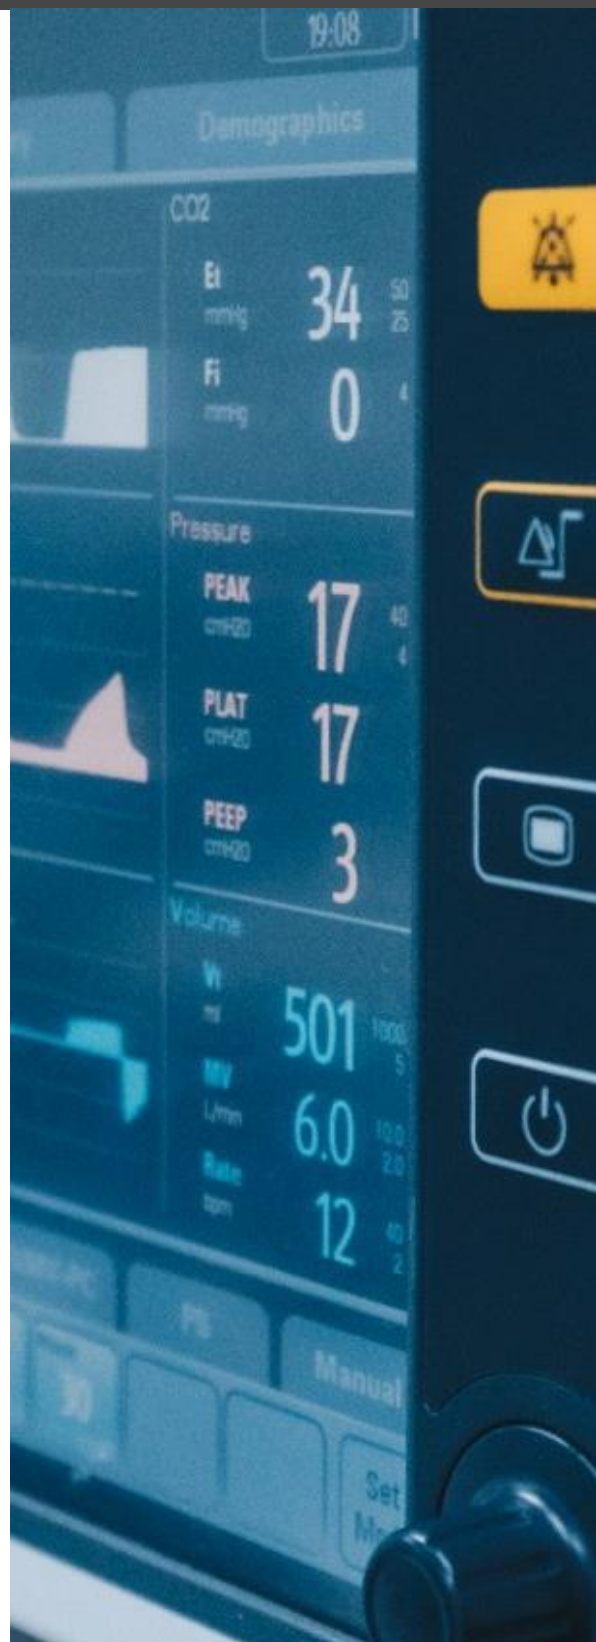 19:08
Demographics
CO2
Et 34 50
mmHg 25
Fi 0 4
mmHg
Pressure
PEAK 17 40
cmH2O 4
PLAT 17
cmH2O
PEEP 3
cmH2O
Volume
Vt 501 1000
ml 5
MV 6.0 10.0
L/min 2.0
Rate 12 40
bpm 2
PS
Manual
30
Set